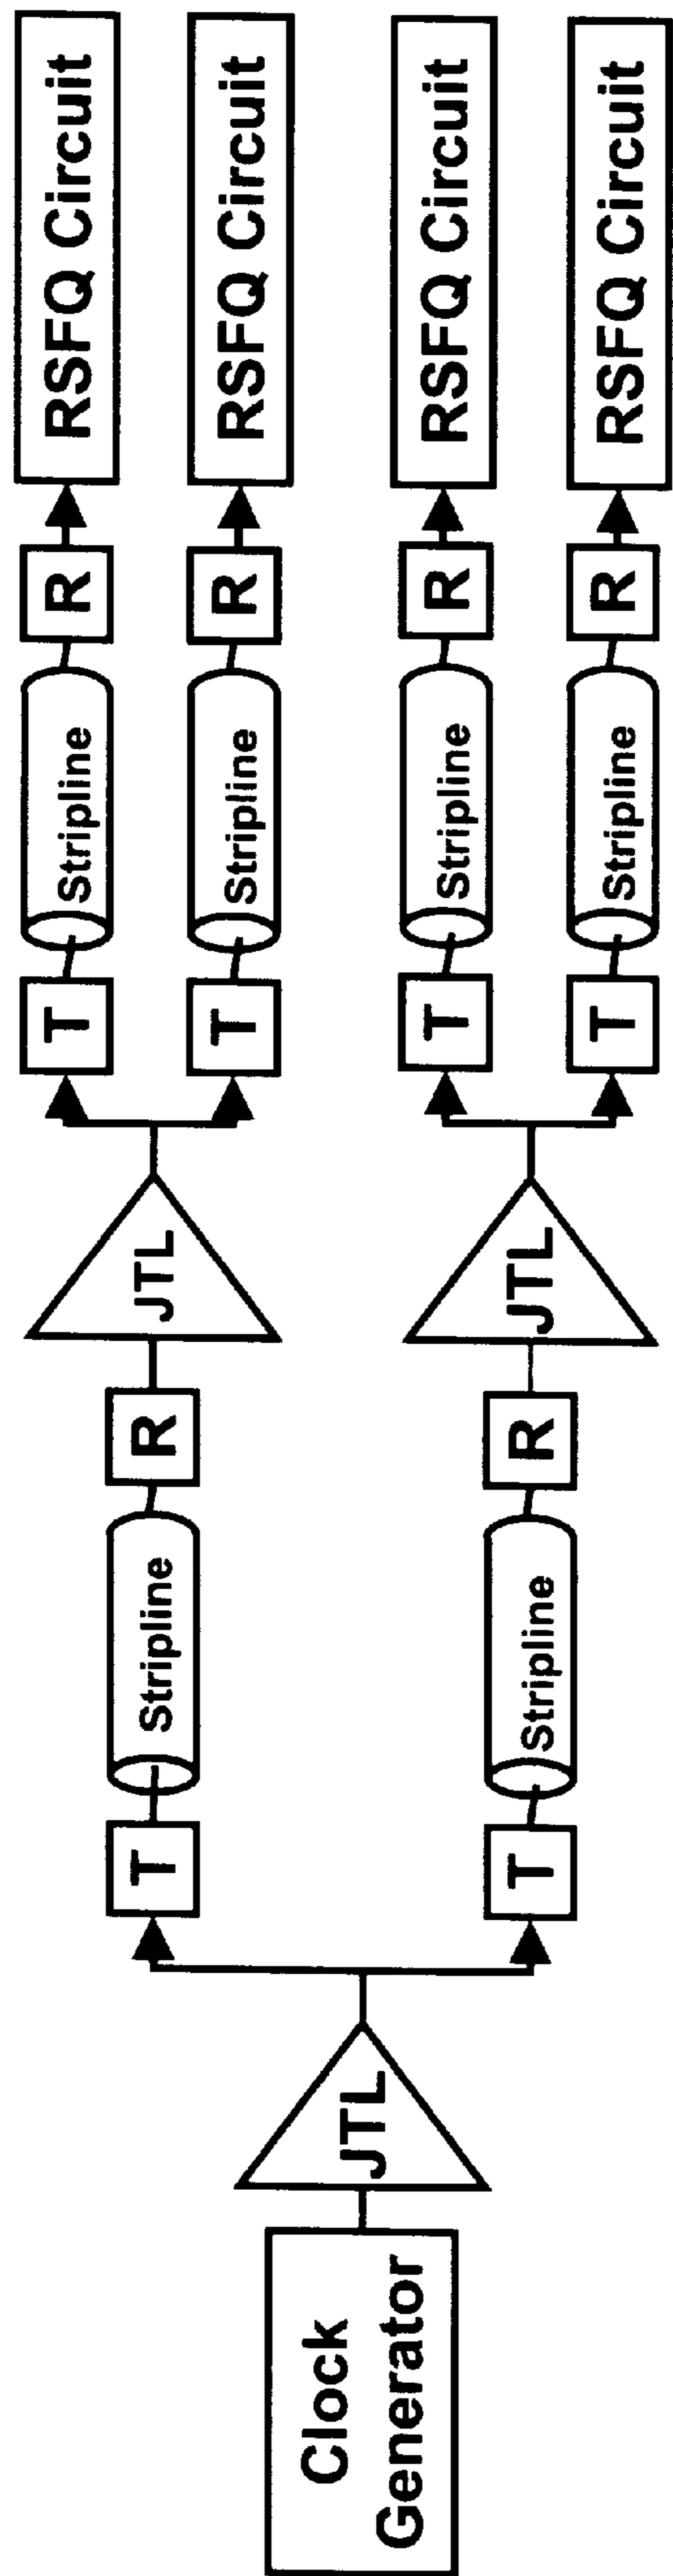 Clock
Generator
JTL
T
Stripline
R
JTL
T
Stripline
R
RSFQ Circuit
T
Stripline
R
RSFQ Circuit
T
Stripline
R
JTL
T
Stripline
R
RSFQ Circuit
T
Stripline
R
RSFQ Circuit